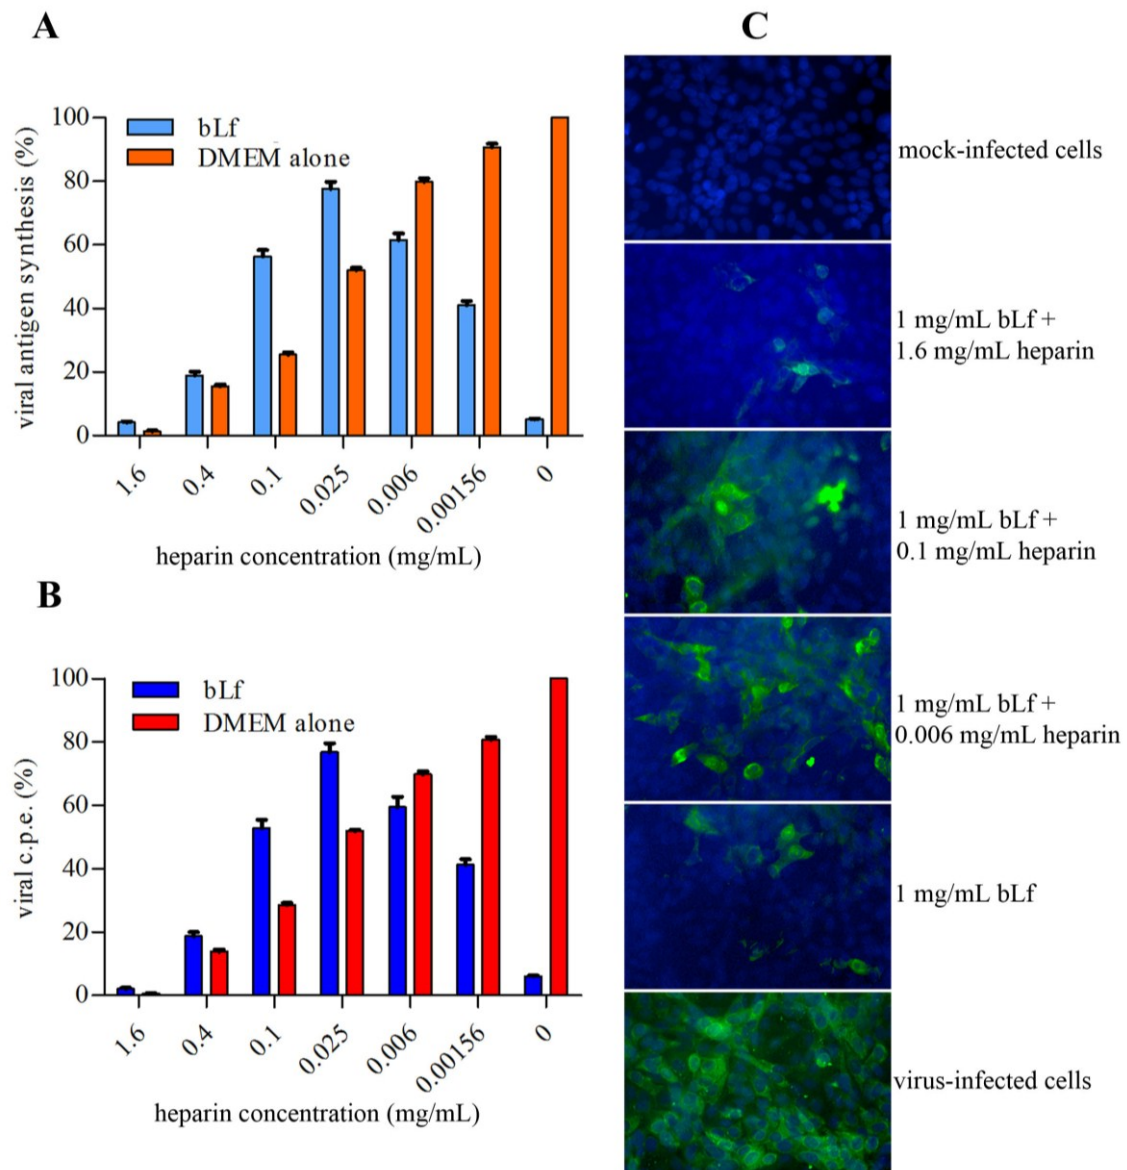 A
viral antigen synthesis (%)
100
80
60
40
20
0
bLf
DMEM alone
1.6
0.4
0.1
0.025
0.006
0.00156
0
heparin concentration (mg/mL)
B
viral c.p.e. (%)
100
80
60
40
20
0
bLf
DMEM alone
1.6
0.4
0.1
0.025
0.006
0.00156
0
heparin concentration (mg/mL)
C
mock-infected cells
1 mg/mL bLf +
1.6 mg/mL heparin
1 mg/mL bLf +
0.1 mg/mL heparin
1 mg/mL bLf +
0.006 mg/mL heparin
1 mg/mL bLf
virus-infected cells